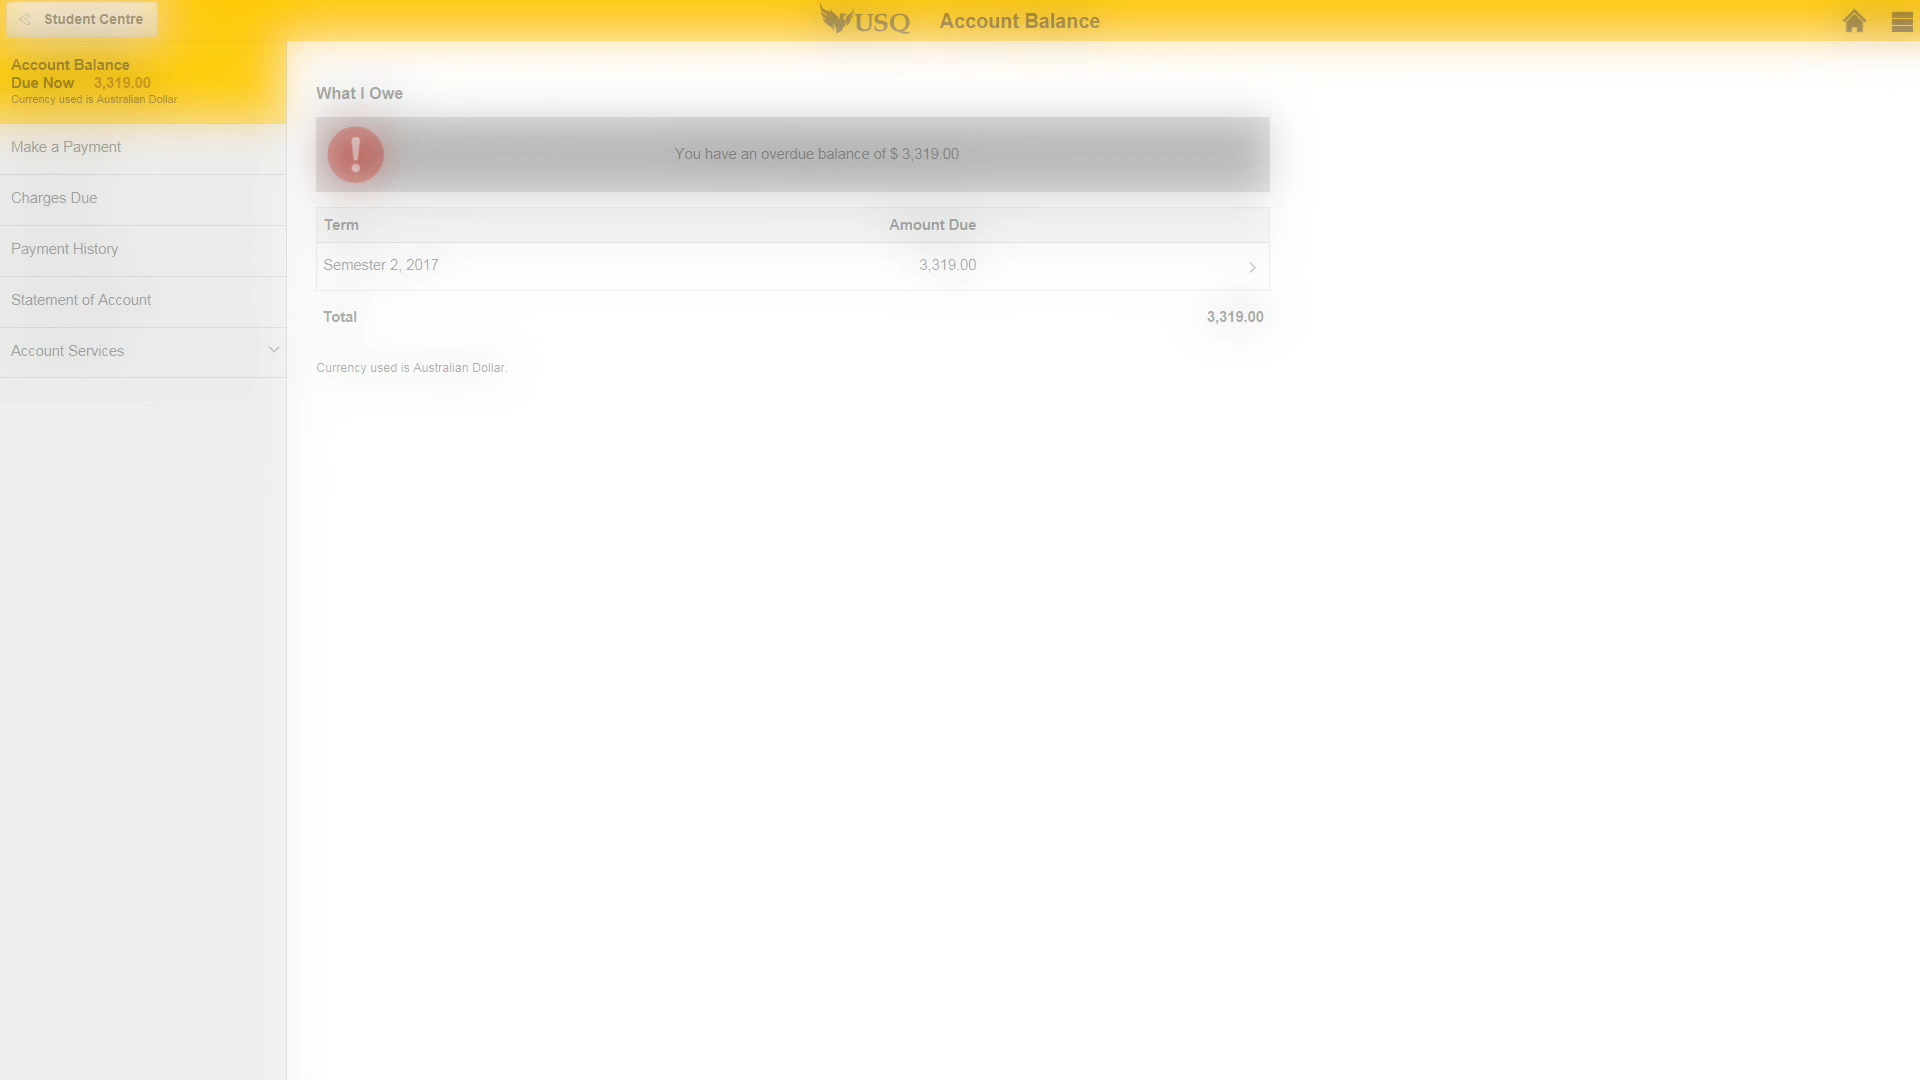 Student Centre
USQ
Account Balance
Account Balance
Due Now 3,319.00
Currency used is Australian Dollar
Make a Payment
Charges Due
Payment History
Statement of Account
Account Services
What I Owe
You have an overdue balance of $ 3,319.00
Term Amount Due
Semester 2, 2017 3,319.00
Total 3,319.00
Currency used is Australian Dollar.